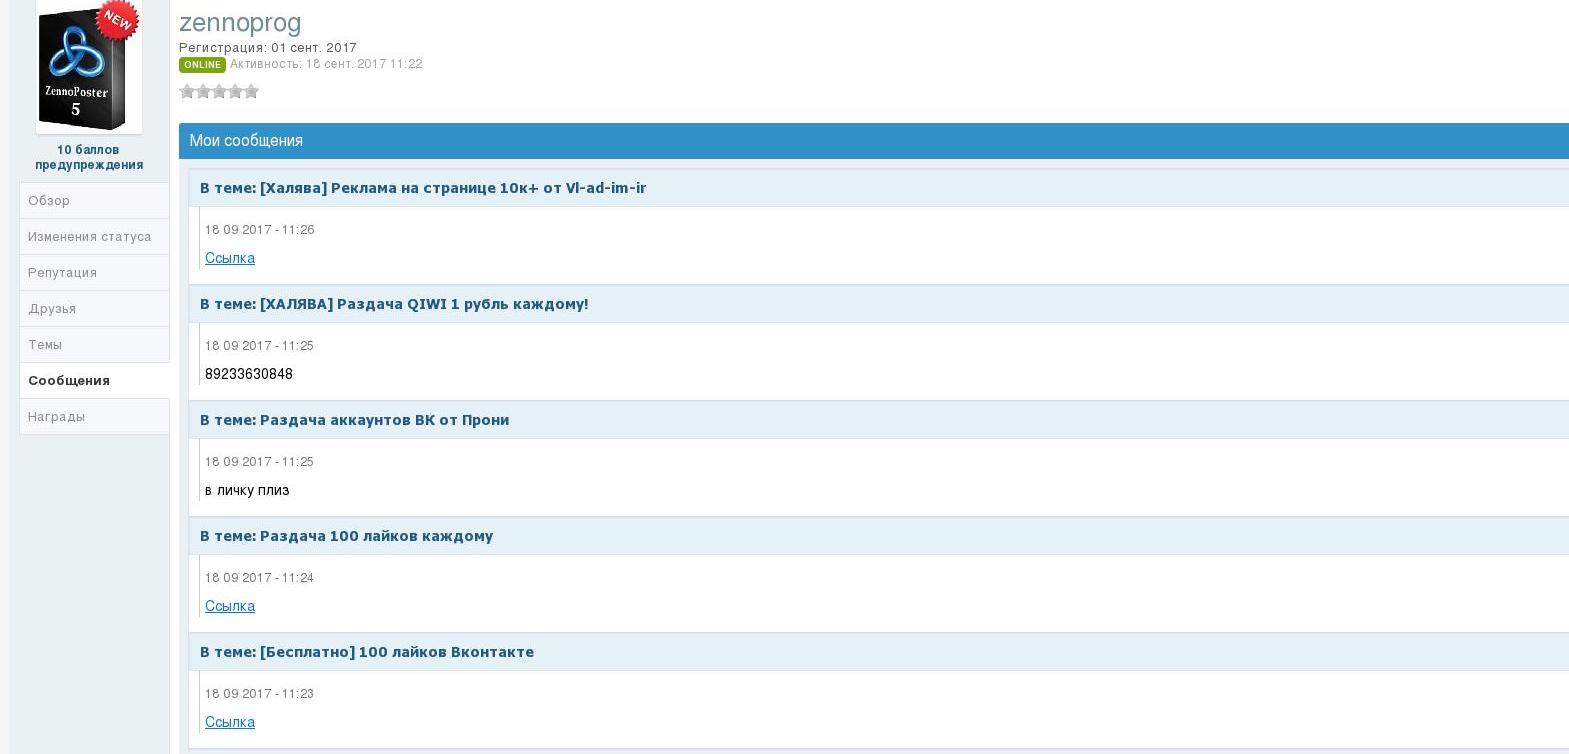 NEW
ZennoPoster
5
10 баллов
предупреждения
Обзор
Изменения статуса
Репутация
Друзья
Темы
Сообщения
Награды
zennoprog
Регистрация: 01 сент. 2017
ONLINE Активность: 18 сент. 2017 11:22
Мои сообщения
В теме: [Халява] Реклама на странице 10к+ от Vl-ad-im-ir
18 09 2017 - 11:26
Ссылка
В теме: [ХАЛЯВА] Раздача QIWI 1 рубль каждому!
18 09 2017 - 11:25
89233630848
В теме: Раздача аккаунтов ВК от Прони
18 09 2017 - 11:25
в личку плиз
В теме: Раздача 100 лайков каждому
18 09 2017 - 11:24
Ссылка
В теме: [Бесплатно] 100 лайков Вконтакте
18 09 2017 - 11:23
Ссылка